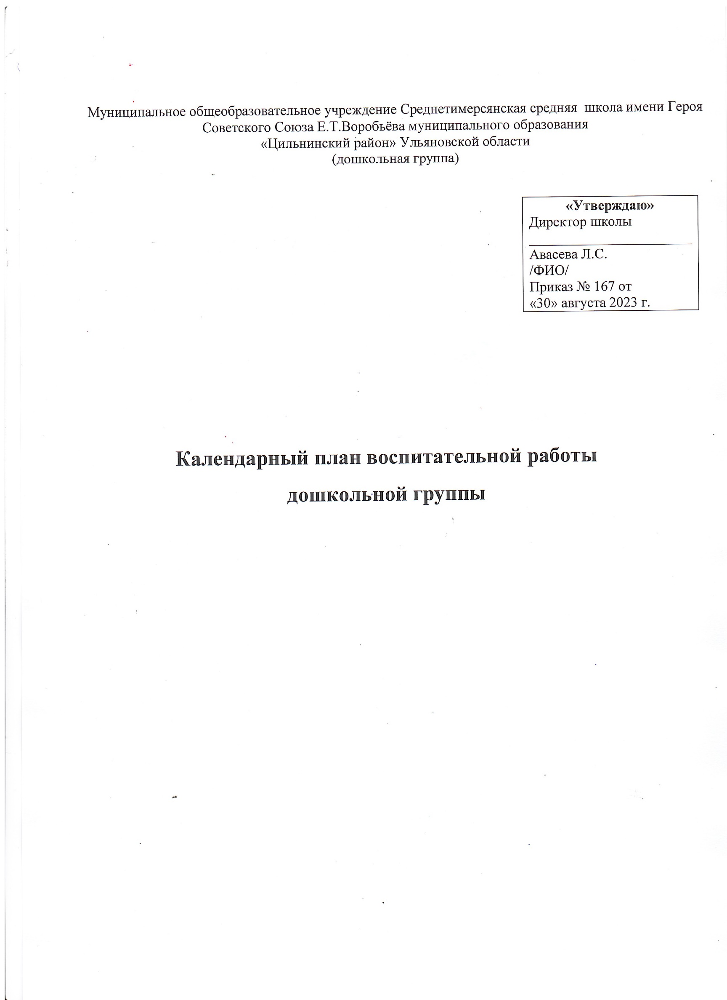 Муниципальное общеобразовательное учреждение Среднетимерсянская средняя школа имени Героя
Советского Союза Е.Т.Воробьёва муниципального образования
«Цильнинский район» Ульяновской области
(дошкольная группа)
«Утверждаю»
Директор школы
Авасева Л.С.
/ФИО/
Приказ № 167 от
«30» августа 2023 г.
Календарный план воспитательной работы
дошкольной группы